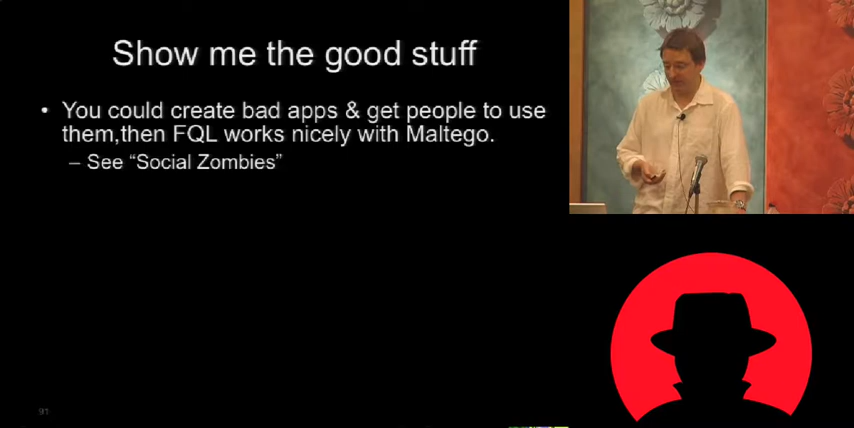 Show me the good stuff
• You could create bad apps & get people to use
them,then FQL works nicely with Maltego.
– See “Social Zombies”
91